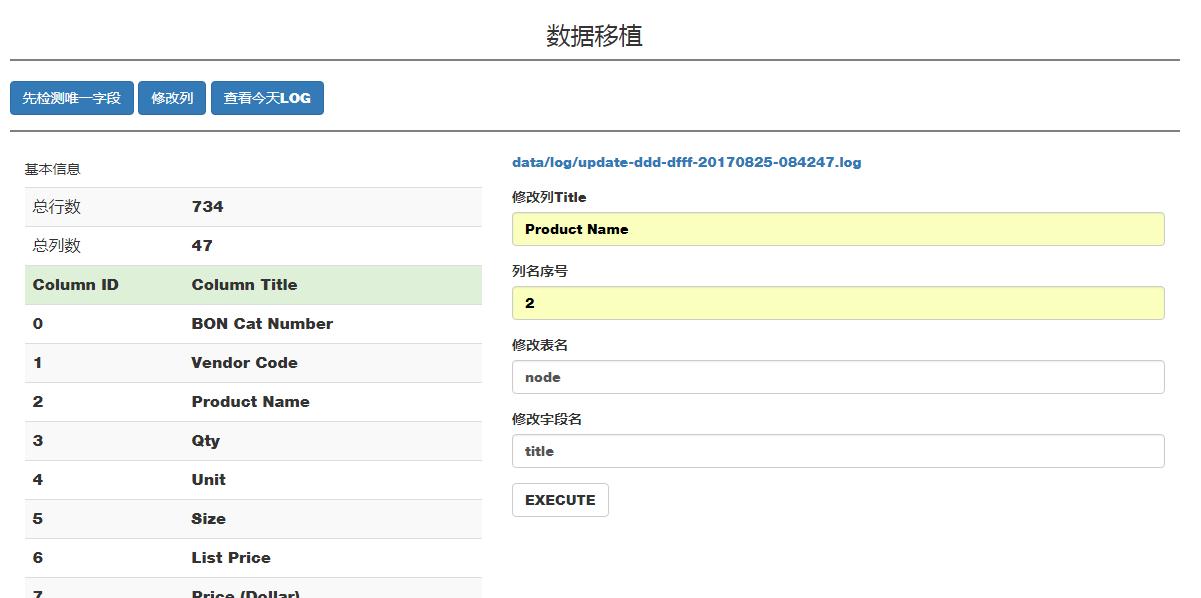 数据移植
先检测唯一字段 修改列 查看今天LOG
基本信息
总行数 734
总列数 47
Column ID Column Title
0 BON Cat Number
1 Vendor Code
2 Product Name
3 Qty
4 Unit
5 Size
6 List Price
7 Price (Dollar)
data/log/update-ddd-dfff-20170825-084247.log
修改列Title
Product Name
列名序号
2
修改表名
node
修改字段名
title
EXECUTE